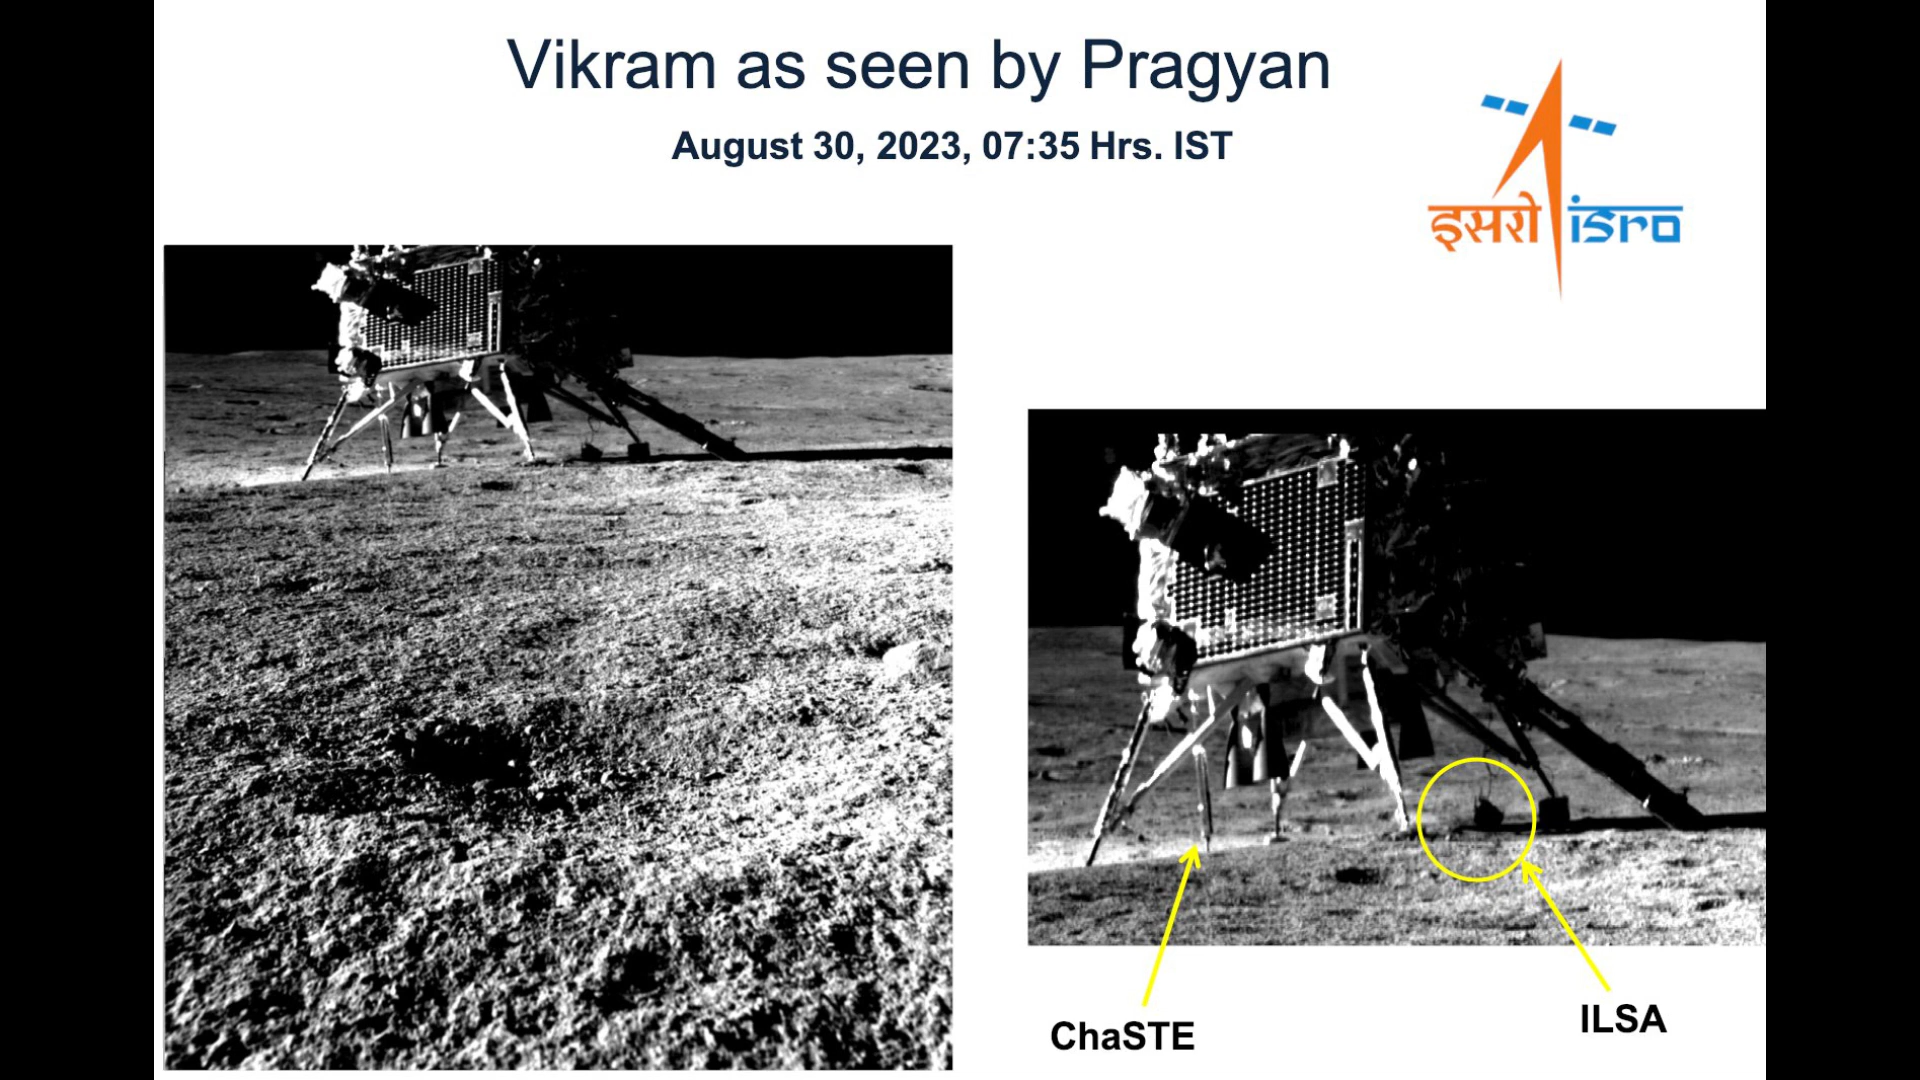 Vikram as seen by Pragyan
August 30, 2023, 07:35 Hrs. IST
इसरो isro
ChaSTE
ILSA